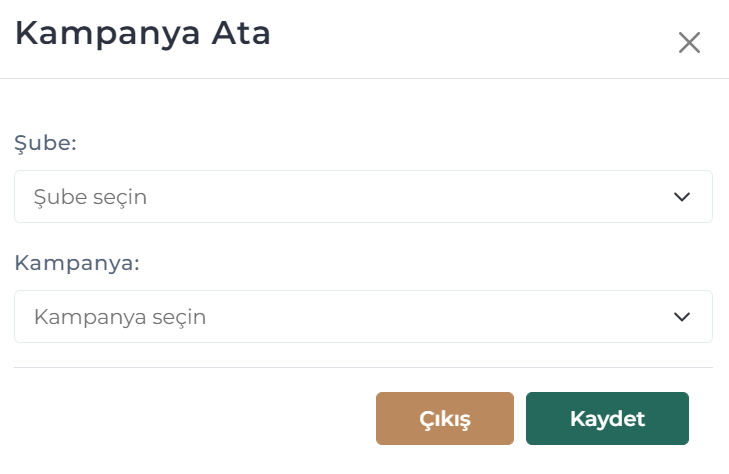 Kampanya Ata
Şube:
Şube seçin
Kampanya:
Kampanya seçin
Çıkış Kaydet